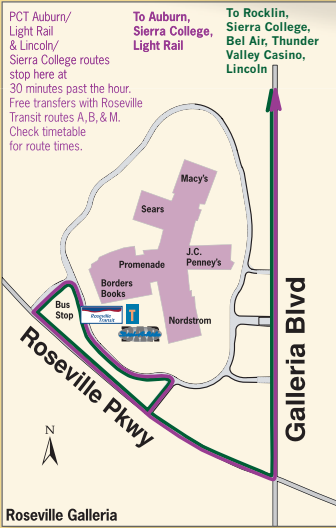 PCT Auburn/
Light Rail
& Lincoln/
Sierra College routes
stop here at
30 minutes past the hour.
Free transfers with Roseville
Transit routes A,B,& M.
Check timetable
for route times.
To Auburn,
Sierra College,
Light Rail
To Rocklin,
Sierra College,
Bel Air, Thunder
Valley Casino,
Lincoln
Macy's
Sears
J.C.
Penney's
Promenade
Borders
Books
Nordstrom
Bus
Stop
Roseville
Transit
T
Roseville Pkwy
Galleria Blvd
N
Roseville Galleria